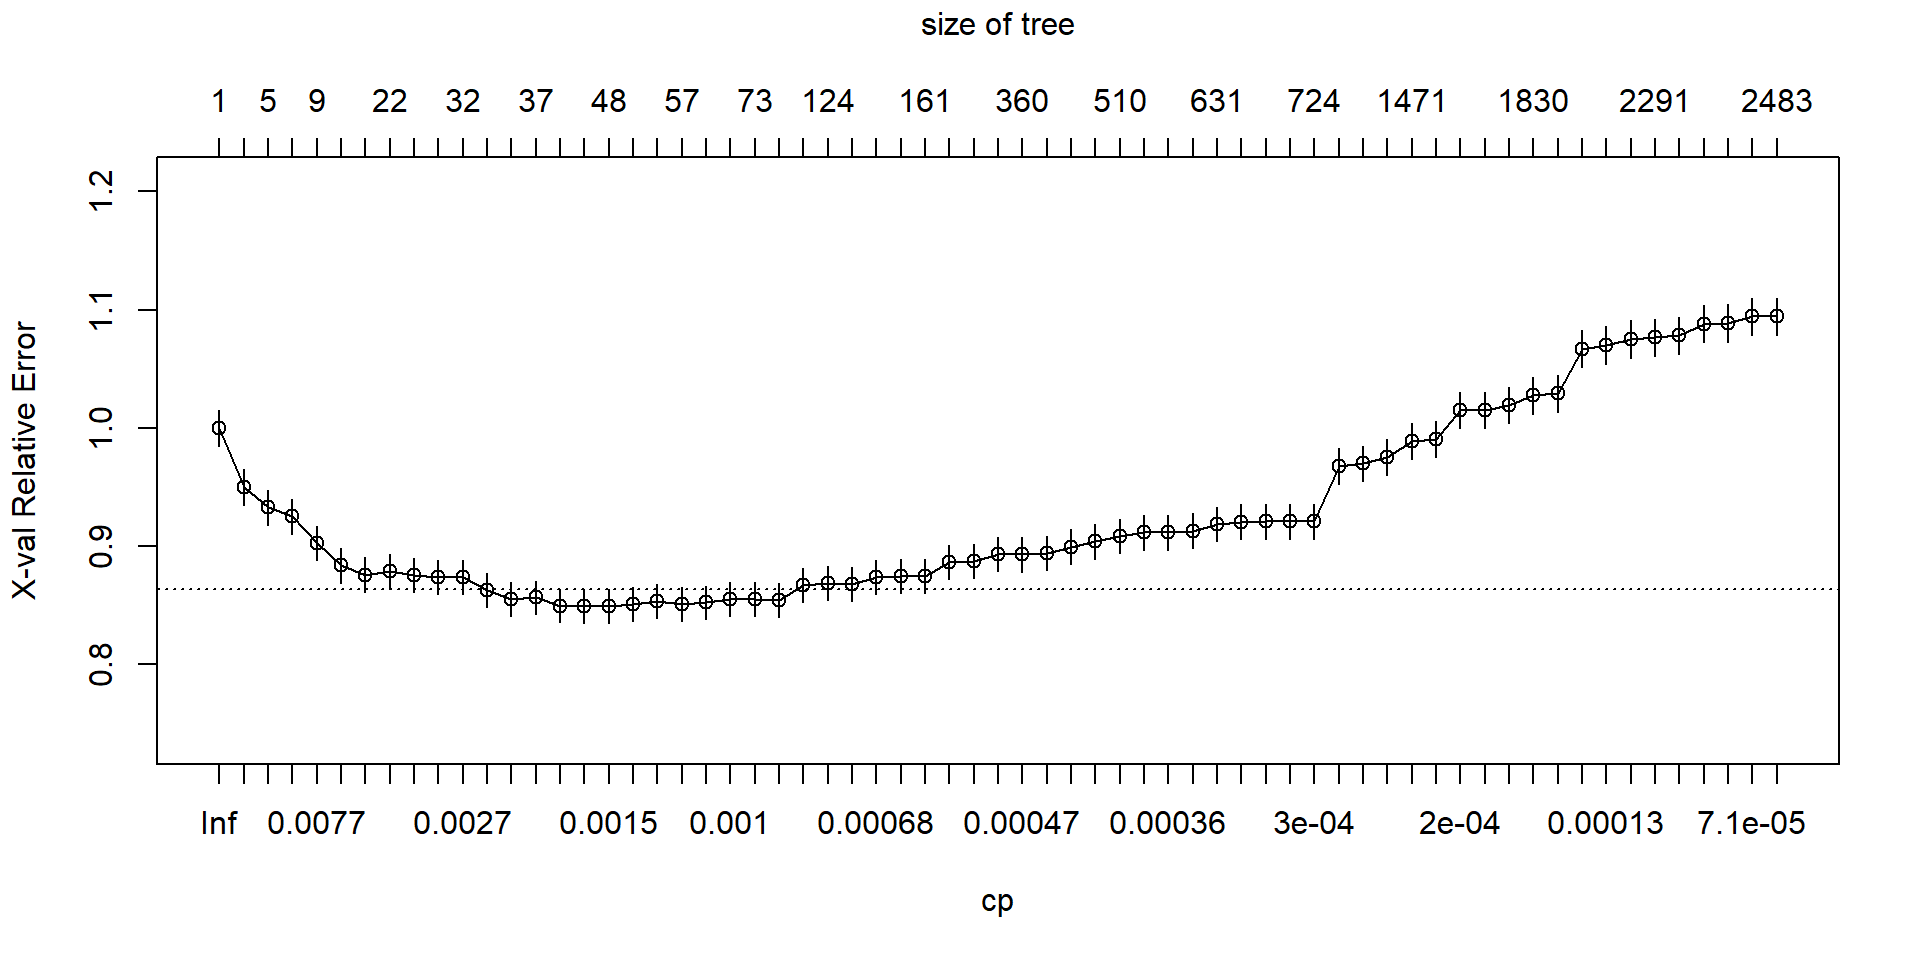 size of tree
1 5 9 22 32 37 48 57 73 124 161 360 510 631 724 1471 1830 2291 2483
X-val Relative Error
1.2
1.1
1.0
0.9
0.8
Inf 0.0077 0.0027 0.0015 0.001 0.00068 0.00047 0.00036 3e-04 2e-04 0.00013 7.1e-05
cp